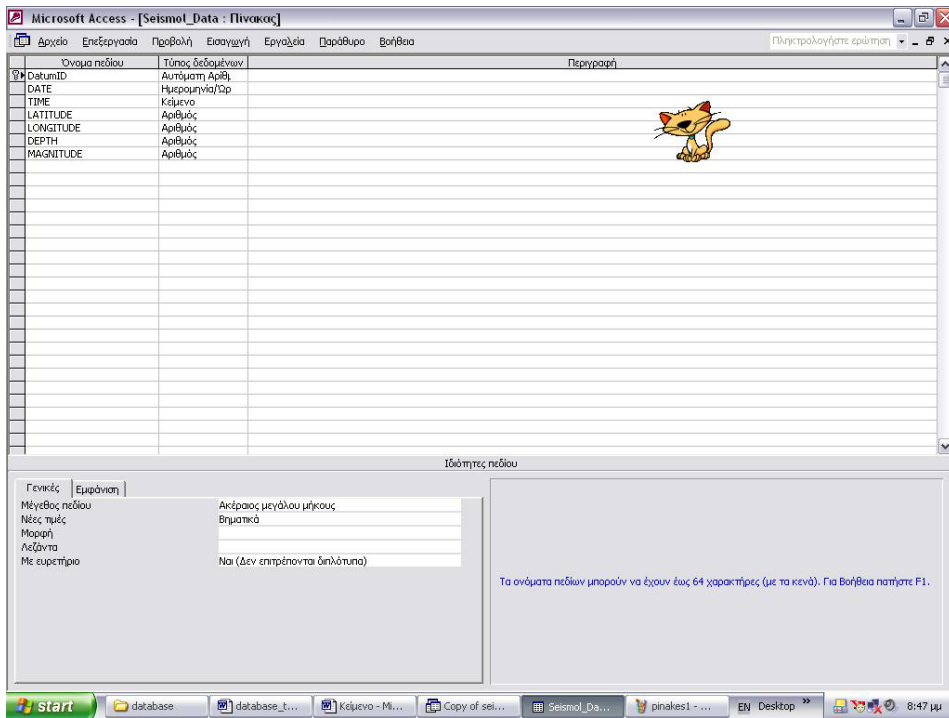 Microsoft Access - [Seismol_Data : Πίνακας]
Αρχείο Επεξεργασία Προβολή Εισαγωγή Εργαλεία Παράθυρο Βοήθεια Πληκτρολογήστε ερώτηση
Όνομα πεδίου Τύπος δεδομένων Περιγραφή
DatumID Αυτόματη Αρίθμ
DATE Ημερομηνία/Ώρ
TIME Κείμενο
LATITUDE Αριθμός
LONGITUDE Αριθμός
DEPTH Αριθμός
MAGNITUDE Αριθμός
Ιδιότητες πεδίου
Γενικές Εμφάνιση
Μέγεθος πεδίου Ακέραιος μεγάλου μήκους
Νέες τιμές Βηματικά
Μορφή
Λεζάντα
Με ευρετήριο Ναι (Δεν επιτρέπονται διπλότυπα)
Τα ονόματα πεδίων μπορούν να έχουν έως 64 χαρακτήρες (με τα κενά). Για Βοήθεια πατήστε F1.
start database database_t... Κείμενο - Mi... Copy of sei... Seismol_Da... pinakes1 - ... EN Desktop » 8:47 μμ